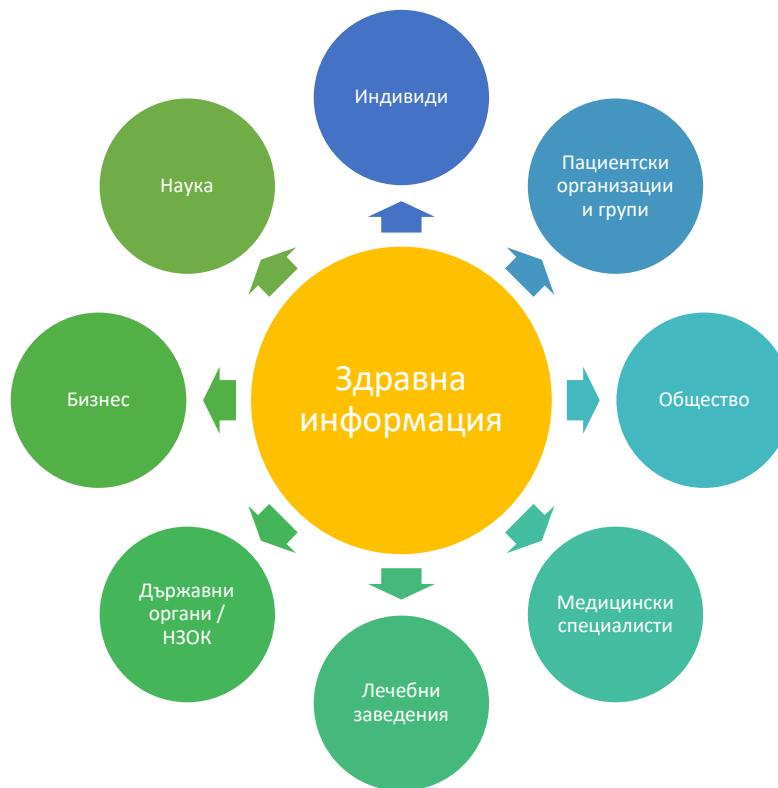 Индивиди
Пациентски
организации
и групи
Общество
Медицински
специалисти
Лечебни
заведения
Държавни
органи /
НЗОК
Бизнес
Наука
Здравна
информация